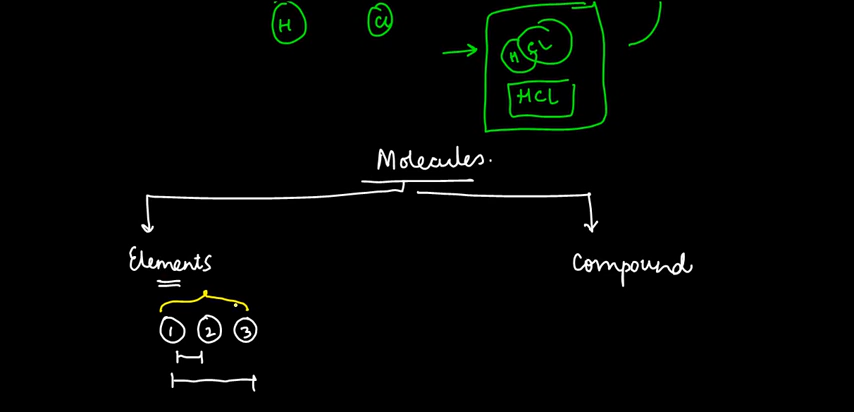 H Cl
H CL
HCL
Molecules.
Elements Compound
1 2 3